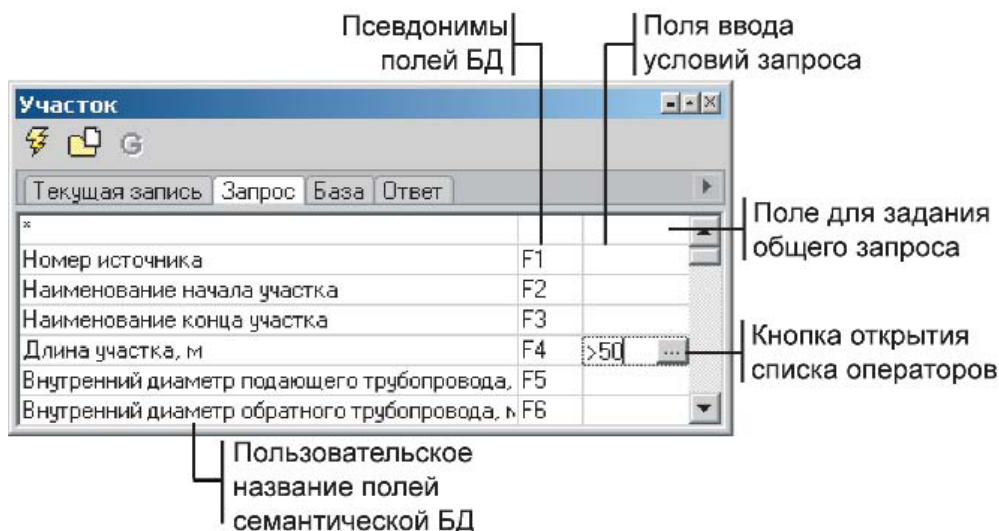 Псевдонимы
полей БД
Поля ввода
условий запроса
Участок
G
Текущая запись Запрос База Ответ
*
Поле для задания
общего запроса
Номер источника F1
Наименование начала участка F2
Наименование конца участка F3
Длина участка, м F4 >50 ...
Кнопка открытия
списка операторов
Внутренний диаметр подающего трубопровода, F5
Внутренний диаметр обратного трубопровода, м F6
Пользовательское
название полей
семантической БД